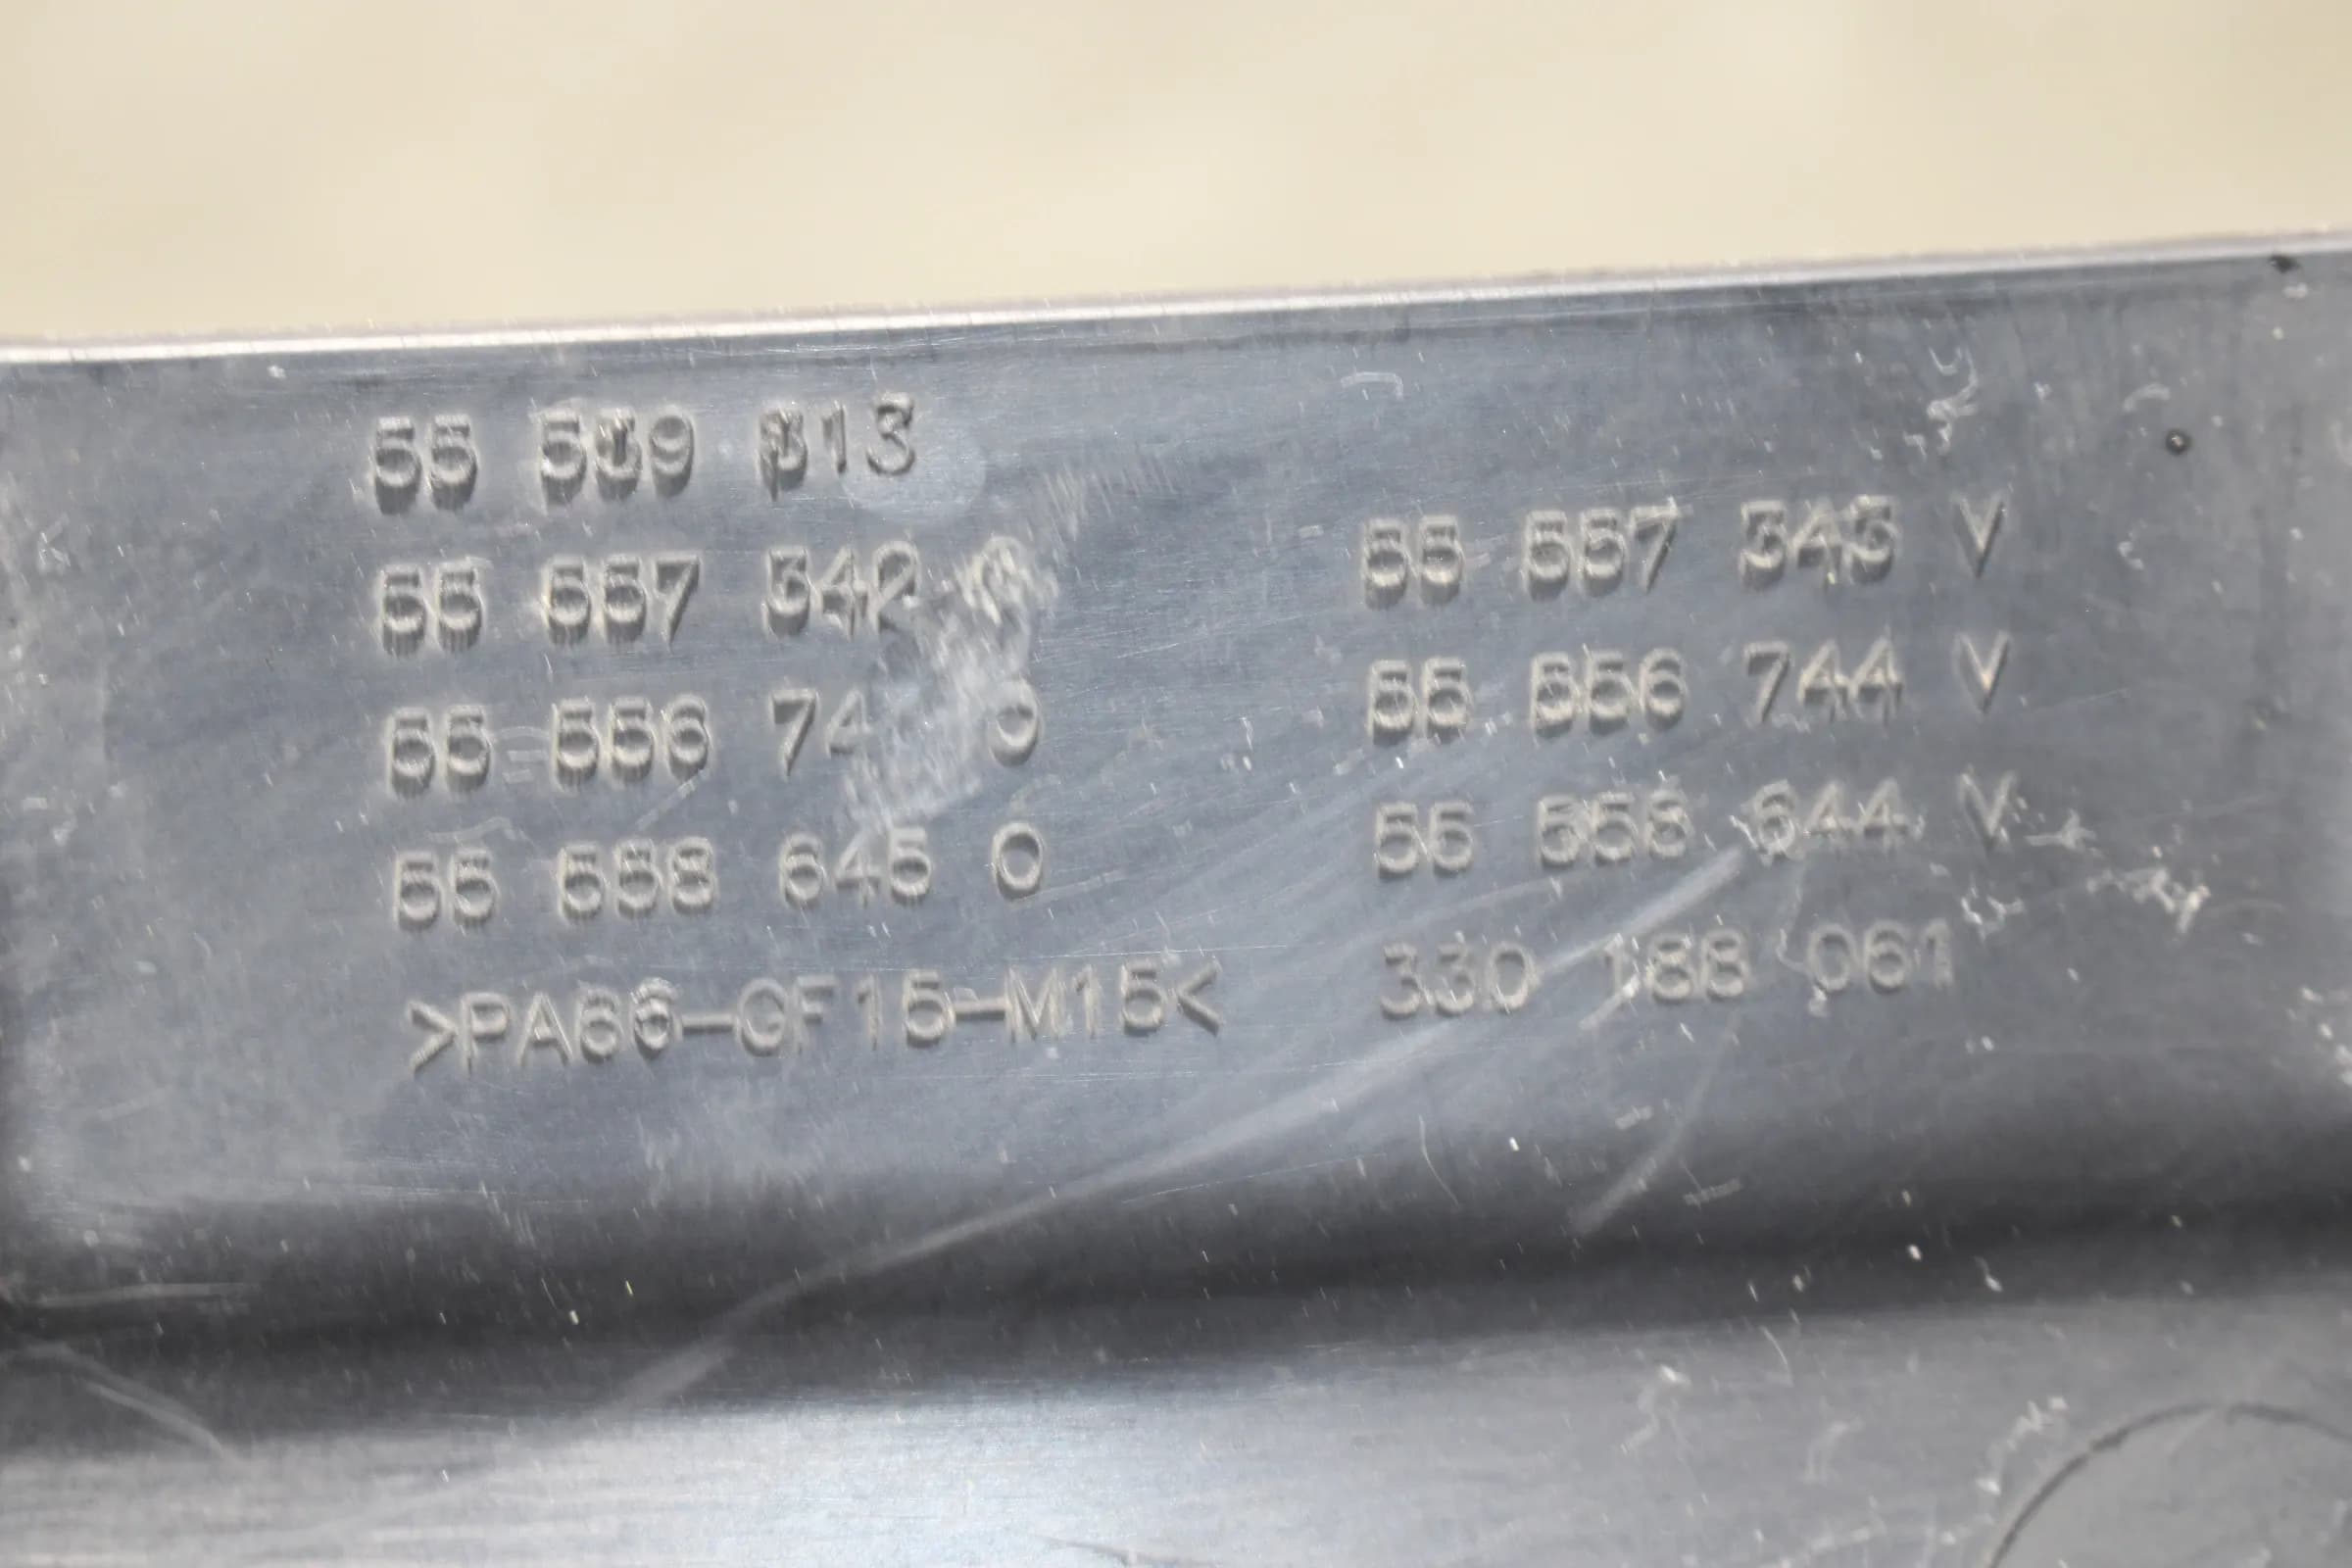 55 559 313
55 557 342 O
55 556 74 O
55 558 645 O
>PA66-GF15-M15<
55 557 343 V
55 556 744 V
55 558 644 V
330 188 061